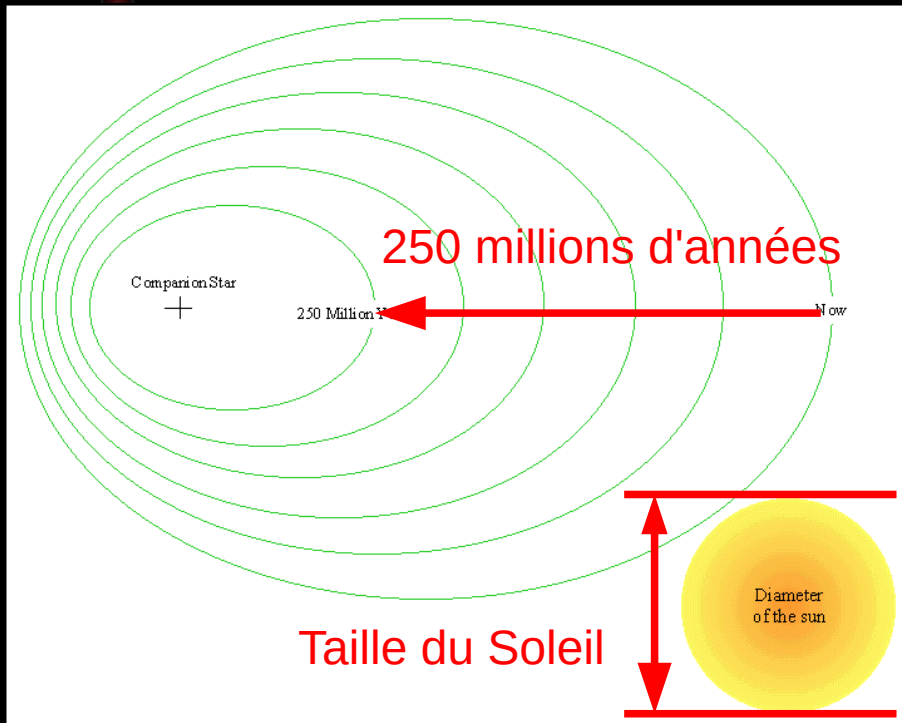 250 millions d'années
Companion Star
250 Million
Now
Diameter
of the sun
Taille du Soleil